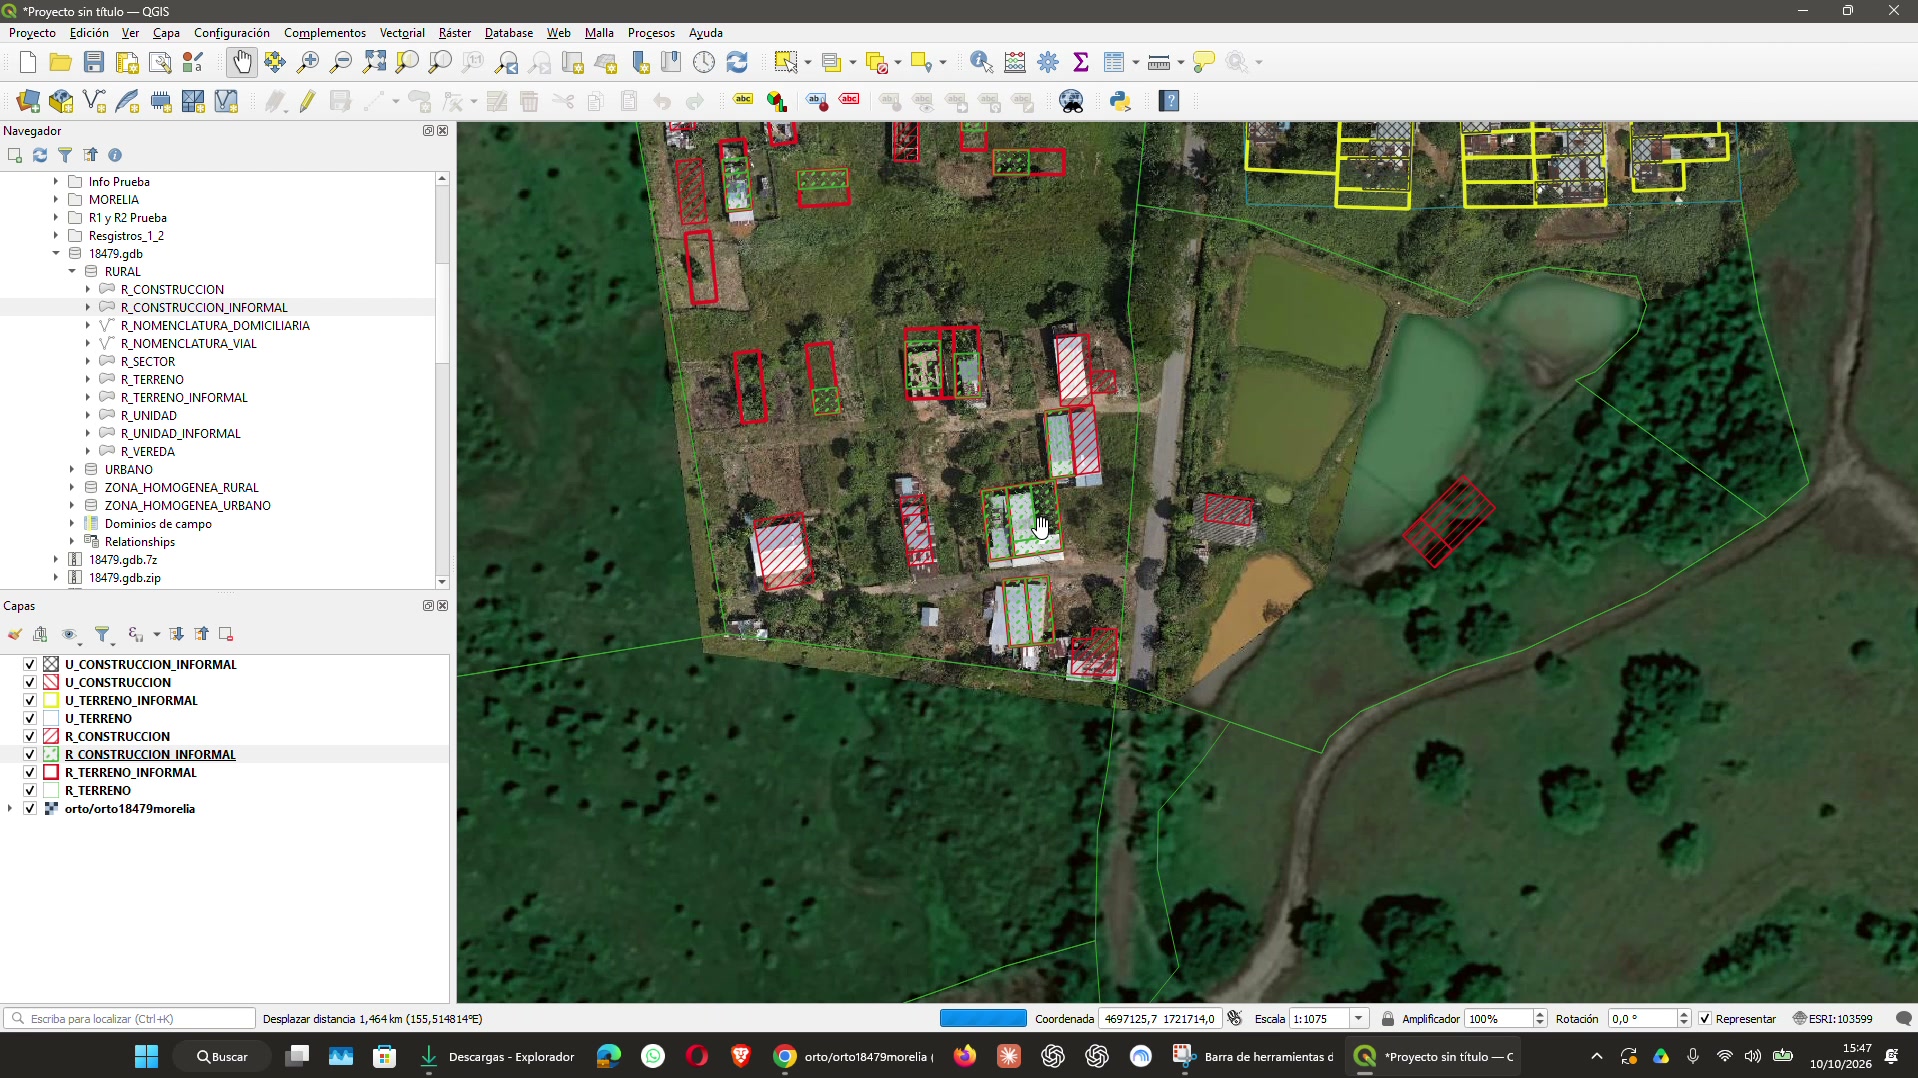 *Proyecto sin título — QGIS
Proyecto Edición Ver Capa Configuración Complementos Vectorial Ráster Database Web Malla Procesos Ayuda
Navegador
Info Prueba
MORELIA
R1 y R2 Prueba
Resgistros_1_2
18479.gdb
RURAL
R_CONSTRUCCION
R_CONSTRUCCION_INFORMAL
R_NOMENCLATURA_DOMICILIARIA
R_NOMENCLATURA_VIAL
R_SECTOR
R_TERRENO
R_TERRENO_INFORMAL
R_UNIDAD
R_UNIDAD_INFORMAL
R_VEREDA
URBANO
ZONA_HOMOGENEA_RURAL
ZONA_HOMOGENEA_URBANO
Dominios de campo
Relationships
18479.gdb.7z
18479.gdb.zip
Capas
U_CONSTRUCCION_INFORMAL
U_CONSTRUCCION
U_TERRENO_INFORMAL
U_TERRENO
R_CONSTRUCCION
R_CONSTRUCCION_INFORMAL
R_TERRENO_INFORMAL
R_TERRENO
orto/orto18479morelia
Escribe para localizar (Ctrl+K) Desplazar distancia 1,464 km (155,514814°E) Coordenada 4697125,7 1721714,0 Escala 1:1075 Amplificador 100% Rotación 0,0 ° Representar ESRI:103599
Buscar Descargas - Explorador orto/orto18479morelia ( Barra de herramientas d *Proyecto sin título — C 15:47
10/10/2026